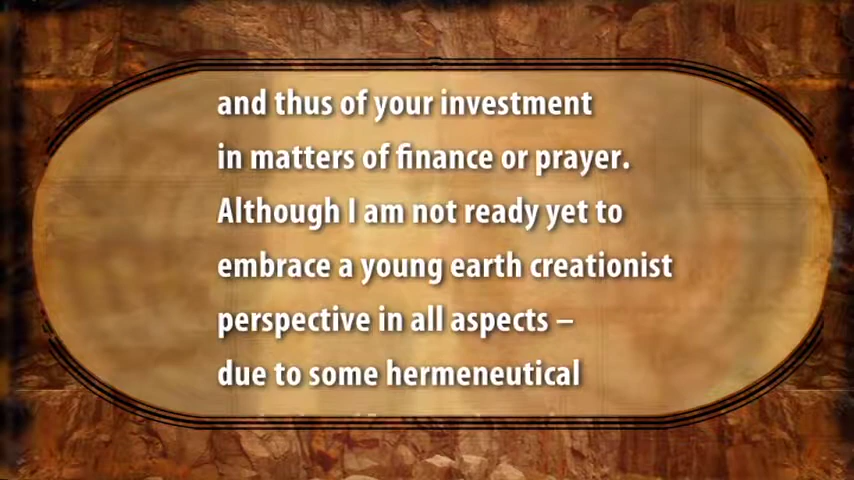 and thus of your investment
in matters of finance or prayer.
Although I am not ready yet to
embrace a young earth creationist
perspective in all aspects –
due to some hermeneutical